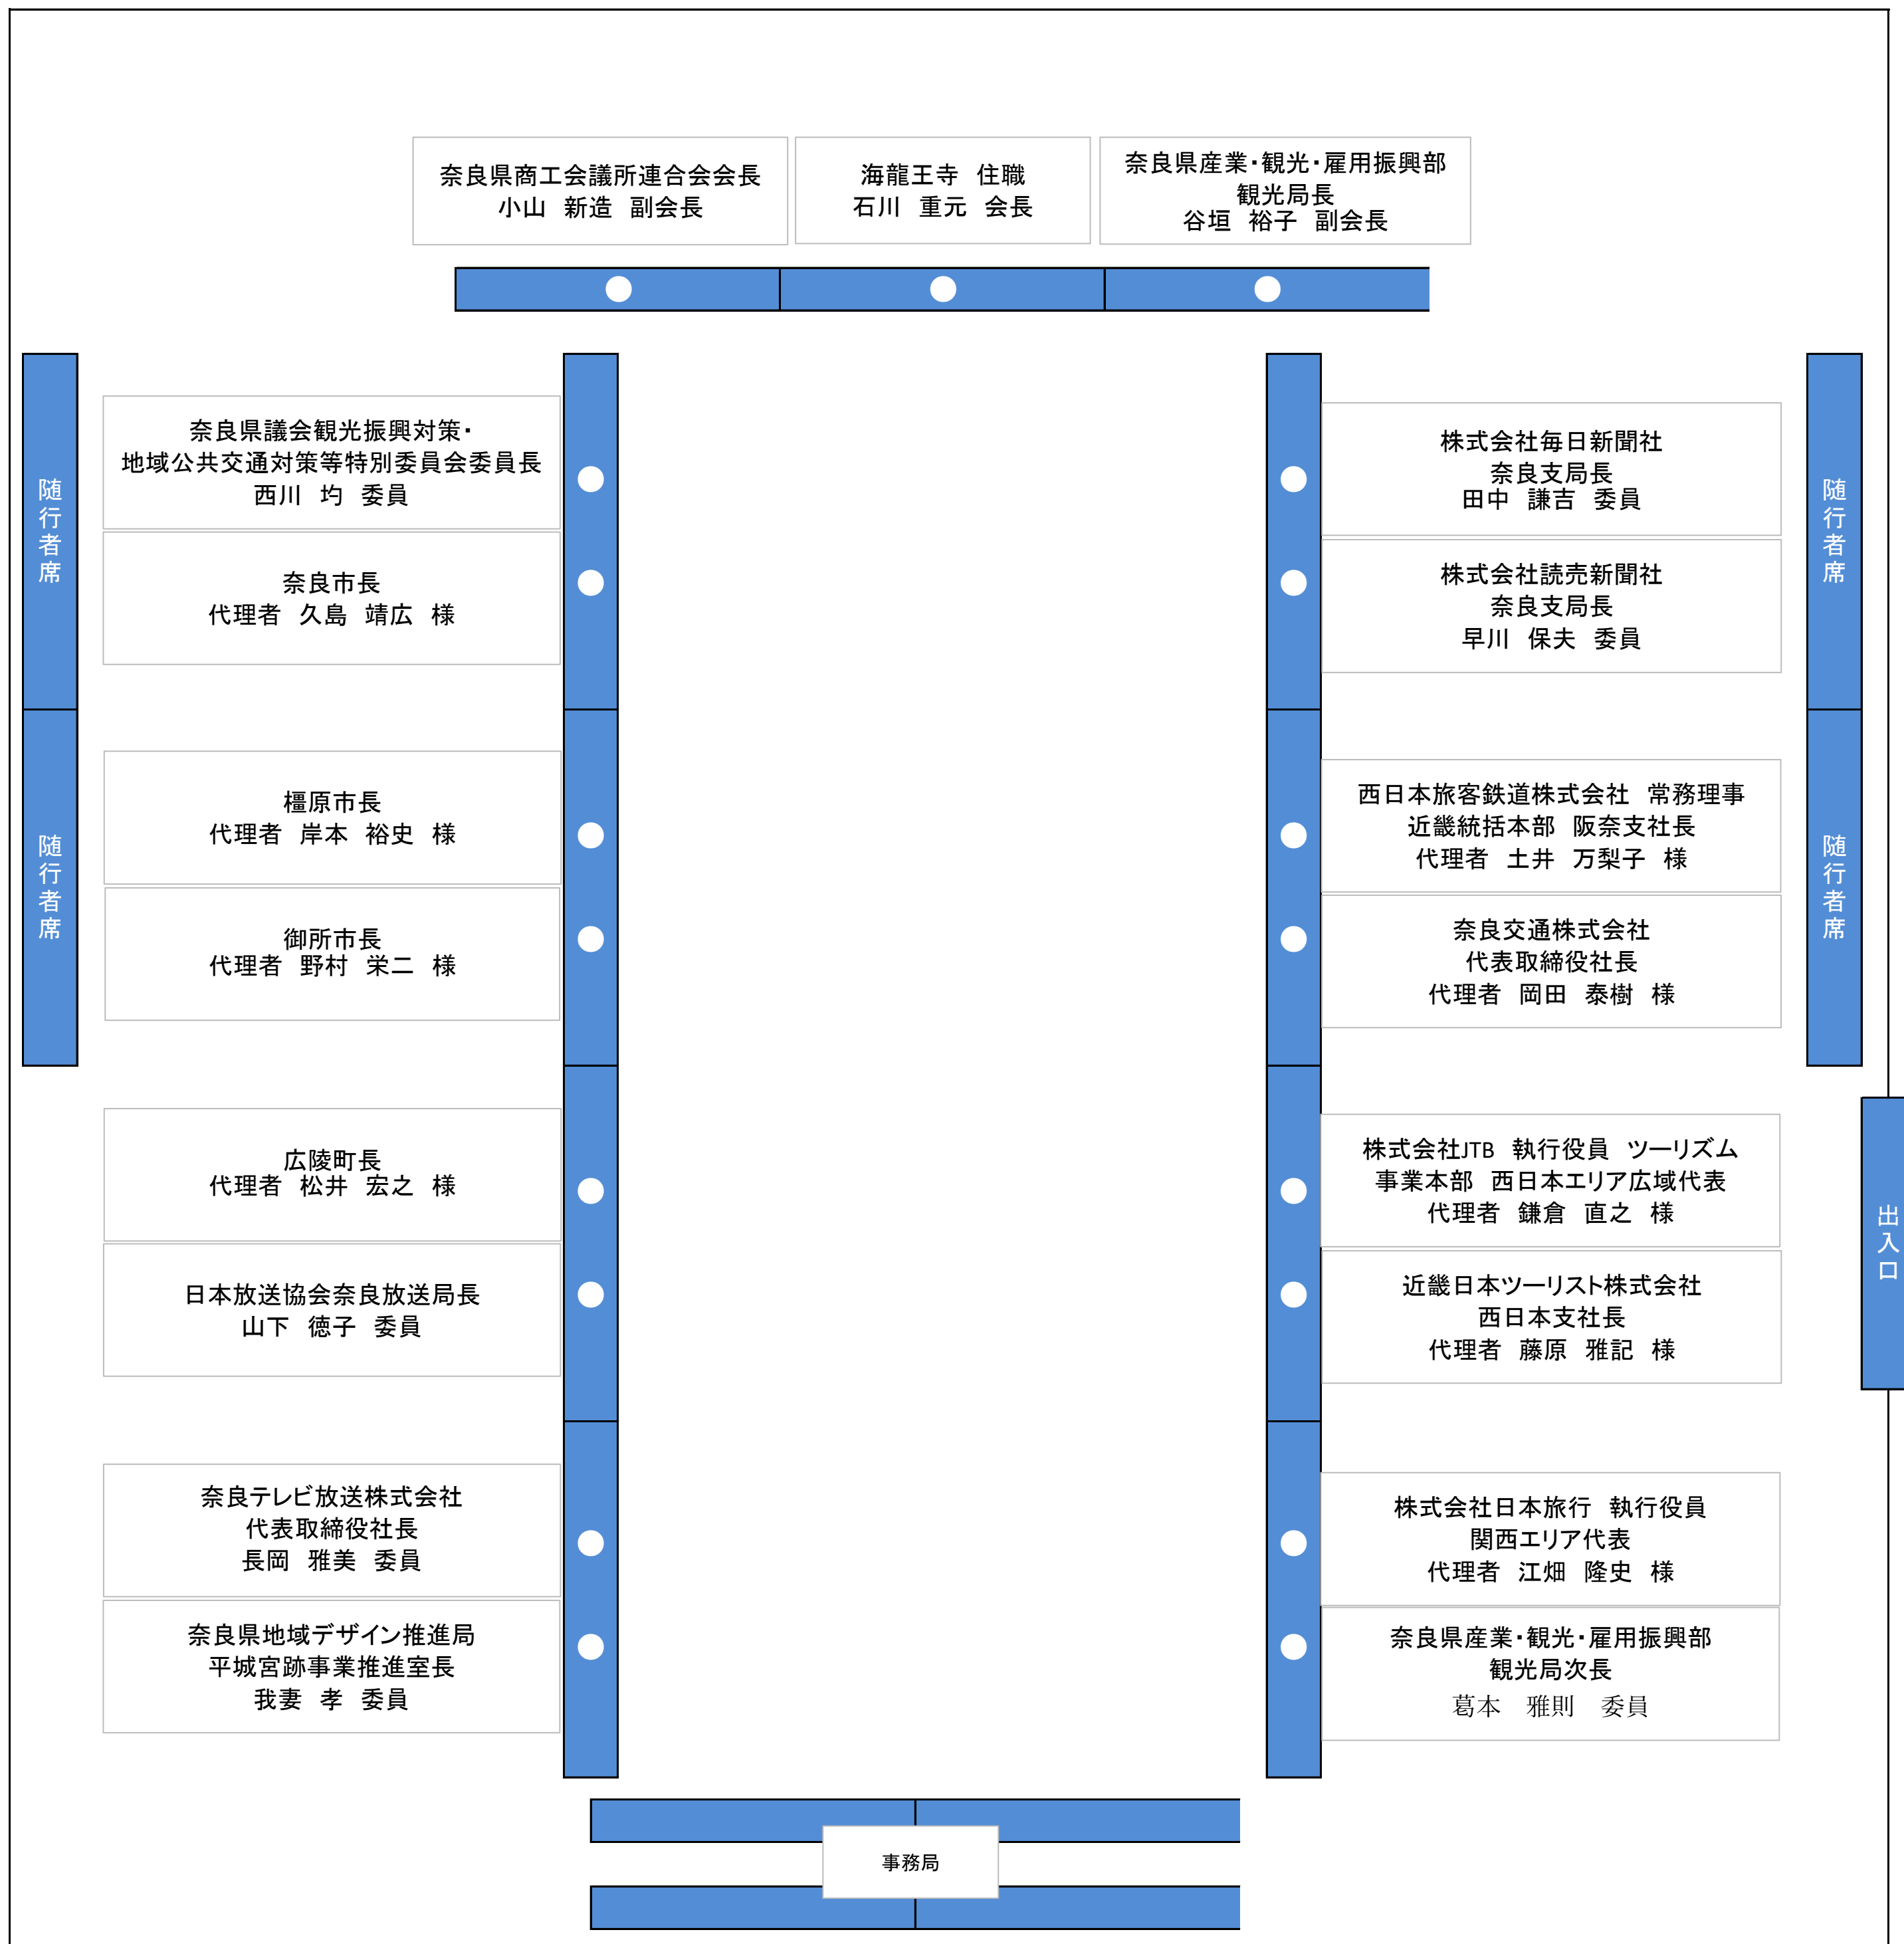 奈良県商工会議所連合会会長
小山　新造　副会長
海龍王寺　住職
石川　重元　会長
奈良県産業・観光・雇用振興部
観光局長
谷垣　裕子　副会長
随行者席
随行者席
奈良県議会観光振興対策・
地域公共交通対策等特別委員会委員長
西川　均　委員
奈良市長
代理者　久島　靖広　様
橿原市長
代理者　岸本　裕史　様
御所市長
代理者　野村　栄二　様
広陵町長
代理者　松井　宏之　様
日本放送協会奈良放送局長
山下　徳子　委員
奈良テレビ放送株式会社
代表取締役社長
長岡　雅美　委員
奈良県地域デザイン推進局
平城宮跡事業推進室長
我妻　孝　委員
株式会社毎日新聞社
奈良支局長
田中　謙吉　委員
株式会社読売新聞社
奈良支局長
早川　保夫　委員
西日本旅客鉄道株式会社　常務理事
近畿統括本部　阪奈支社長
代理者　土井　万梨子　様
奈良交通株式会社
代表取締役社長
代理者　岡田　泰樹　様
株式会社JTB　執行役員　ツーリズム
事業本部　西日本エリア広域代表
代理者　鎌倉　直之　様
近畿日本ツーリスト株式会社
西日本支社長
代理者　藤原　雅記　様
株式会社日本旅行　執行役員
関西エリア代表
代理者　江畑　隆史　様
奈良県産業・観光・雇用振興部
観光局次長
葛本　雅則　委員
随行者席
随行者席
出入口
事務局